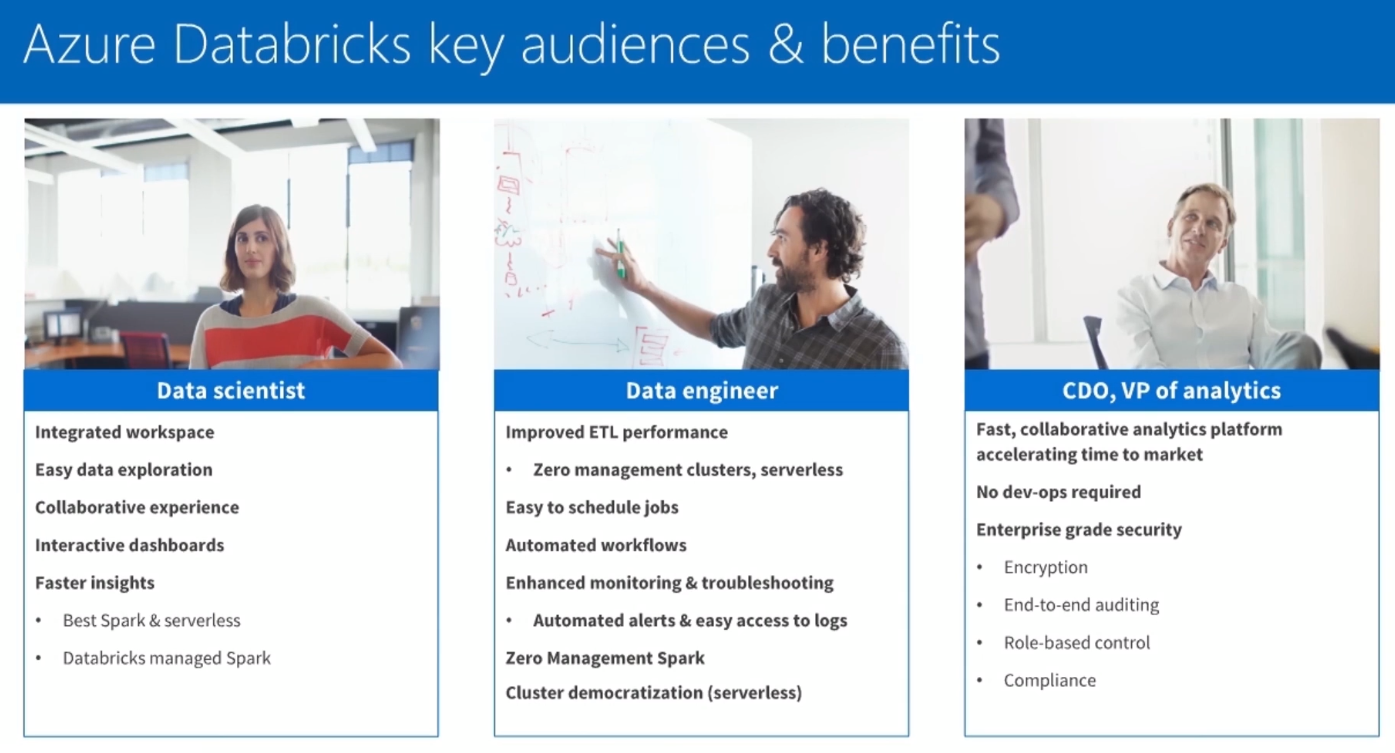 Azure Databricks key audiences & benefits
Data scientist
Integrated workspace
Easy data exploration
Collaborative experience
Interactive dashboards
Faster insights
• Best Spark & serverless
• Databricks managed Spark
Data engineer
Improved ETL performance
• Zero management clusters, serverless
Easy to schedule jobs
Automated workflows
Enhanced monitoring & troubleshooting
• Automated alerts & easy access to logs
Zero Management Spark
Cluster democratization (serverless)
CDO, VP of analytics
Fast, collaborative analytics platform
accelerating time to market
No dev-ops required
Enterprise grade security
• Encryption
• End-to-end auditing
• Role-based control
• Compliance